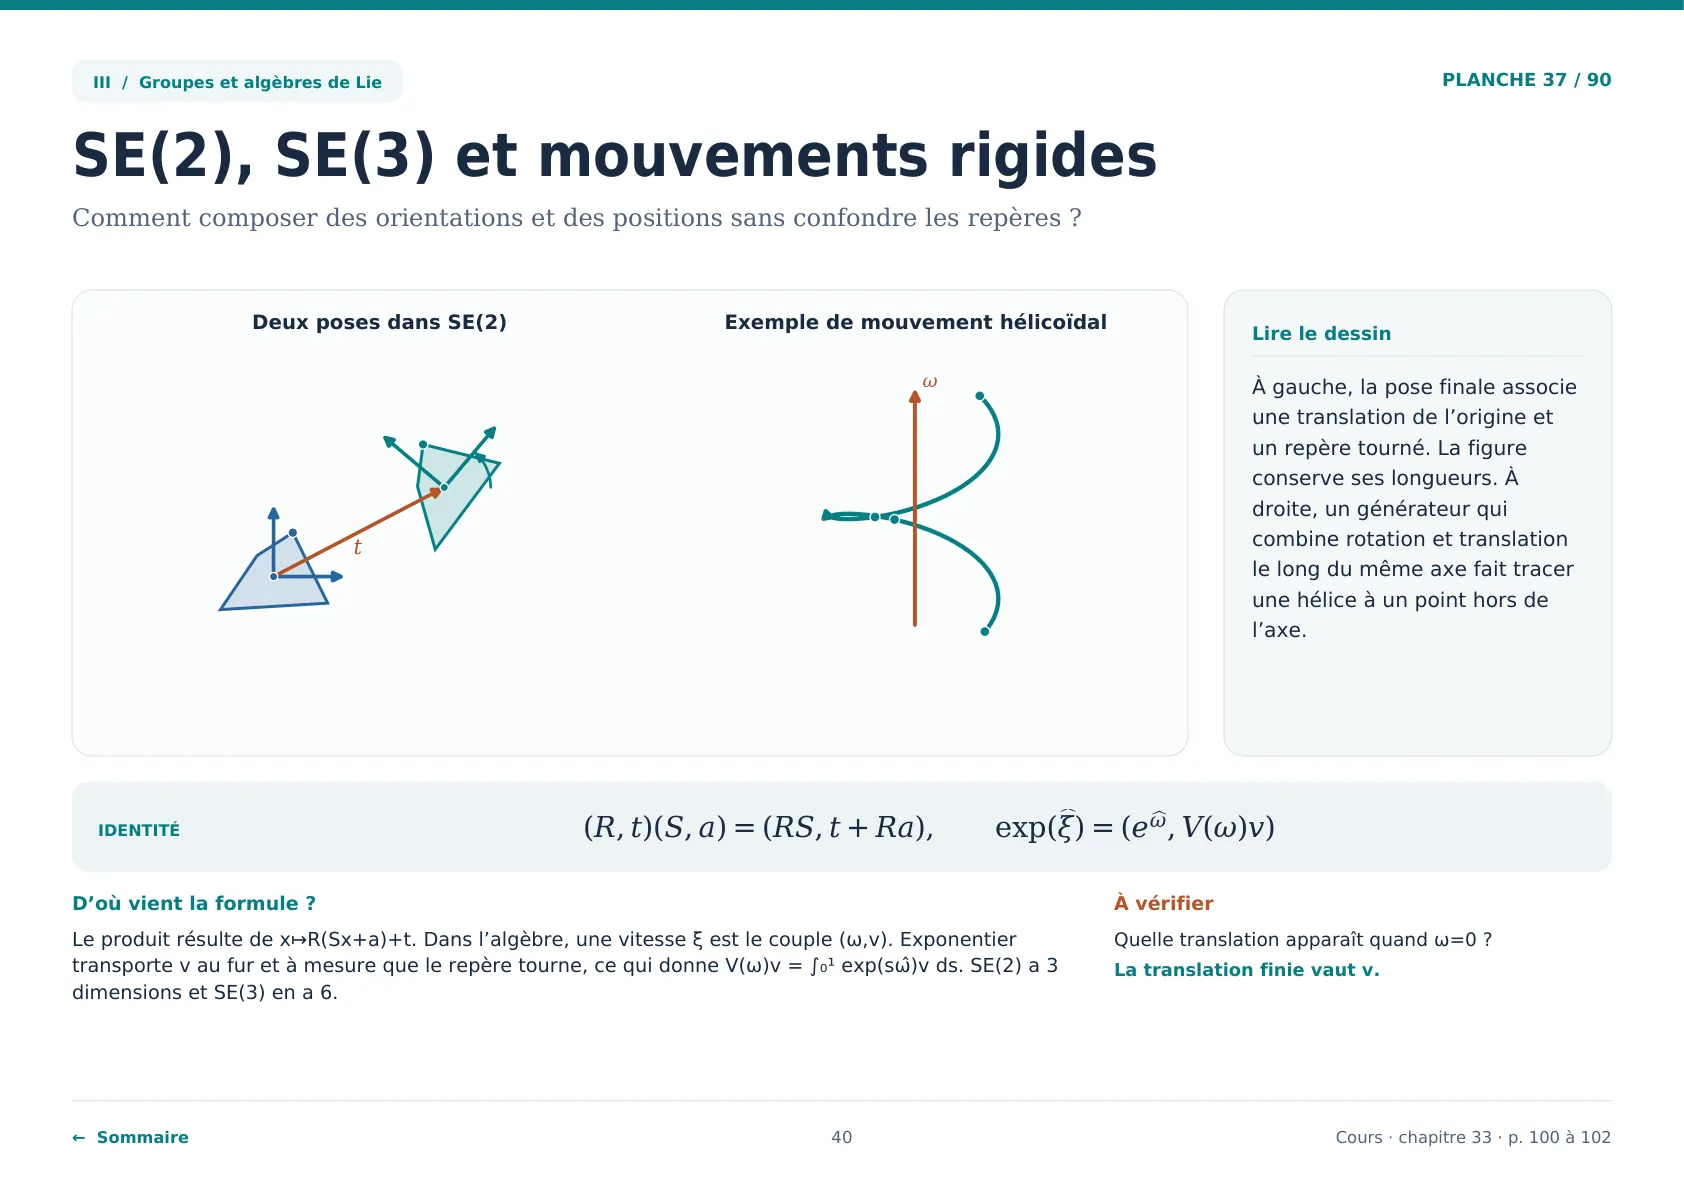 III / Groupes et algèbres de Lie
PLANCHE 37 / 90
SE(2), SE(3) et mouvements rigides
Comment composer des orientations et des positions sans confondre les repères ?
Deux poses dans SE(2)
t
Exemple de mouvement hélicoïdal
ω
Lire le dessin
À gauche, la pose finale associe
une translation de l’origine et
un repère tourné. La figure
conserve ses longueurs. À
droite, un générateur qui
combine rotation et translation
le long du même axe fait tracer
une hélice à un point hors de
l’axe.
IDENTITÉ
(R, t)(S, a) = (RS, t + Ra), exp(ξ̂) = (e^ω̂, V(ω)v)
D’où vient la formule ?
Le produit résulte de x↦R(Sx+a)+t. Dans l’algèbre, une vitesse ξ est le couple (ω,v). Exponentier
transporte v au fur et à mesure que le repère tourne, ce qui donne V(ω)v = ∫₀¹ exp(sω̂)v ds. SE(2) a 3
dimensions et SE(3) en a 6.
À vérifier
Quelle translation apparaît quand ω=0 ?
La translation finie vaut v.
← Sommaire
40
Cours · chapitre 33 · p. 100 à 102